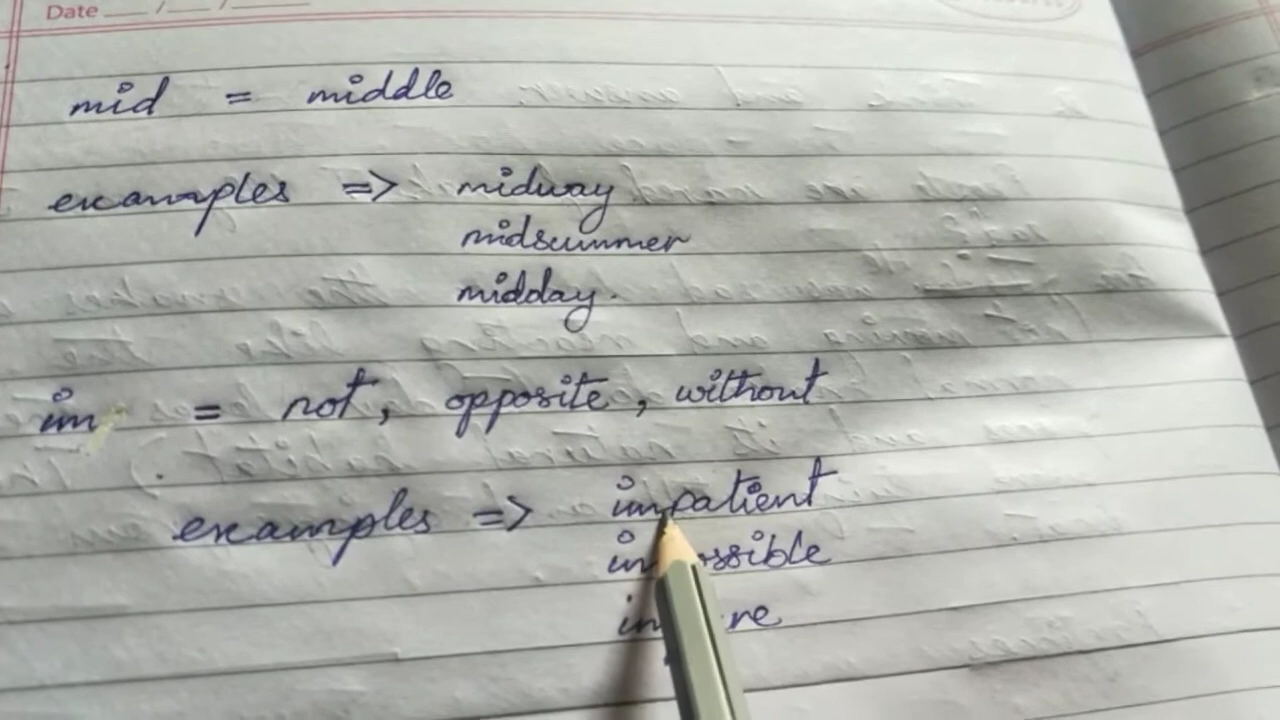 Date
mid = middle
examples => midway
midsummer
midday.
im = not, opposite, without
examples => impatient